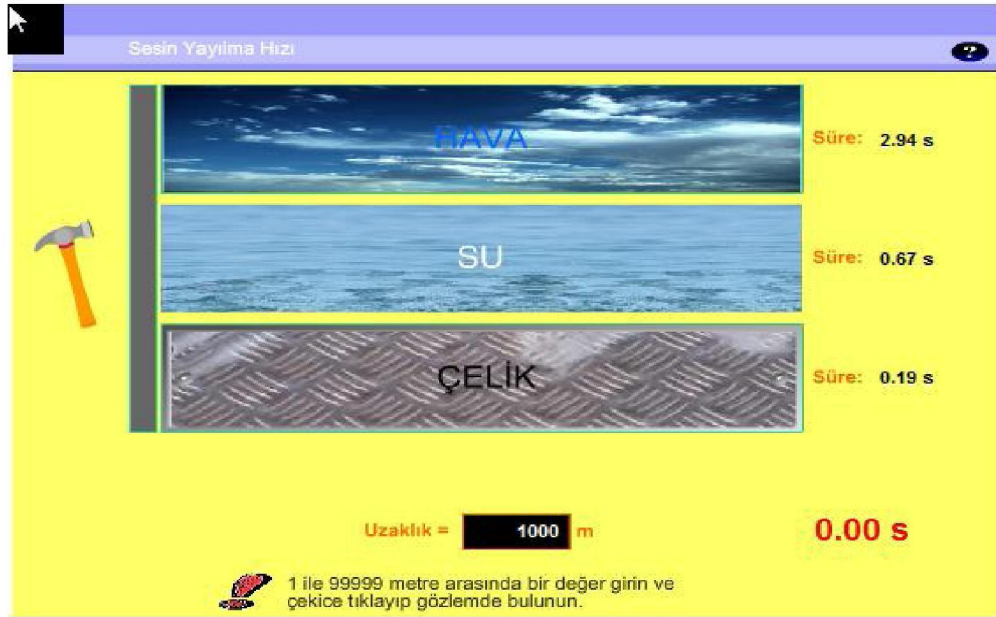 Sesin Yayılma Hızı
?
HAVA
Süre: 2.94 s
SU
Süre: 0.67 s
ÇELİK
Süre: 0.19 s
Uzaklık = 1000 m
0.00 s
1 ile 99999 metre arasında bir değer girin ve
çekice tıklayıp gözlemde bulunun.